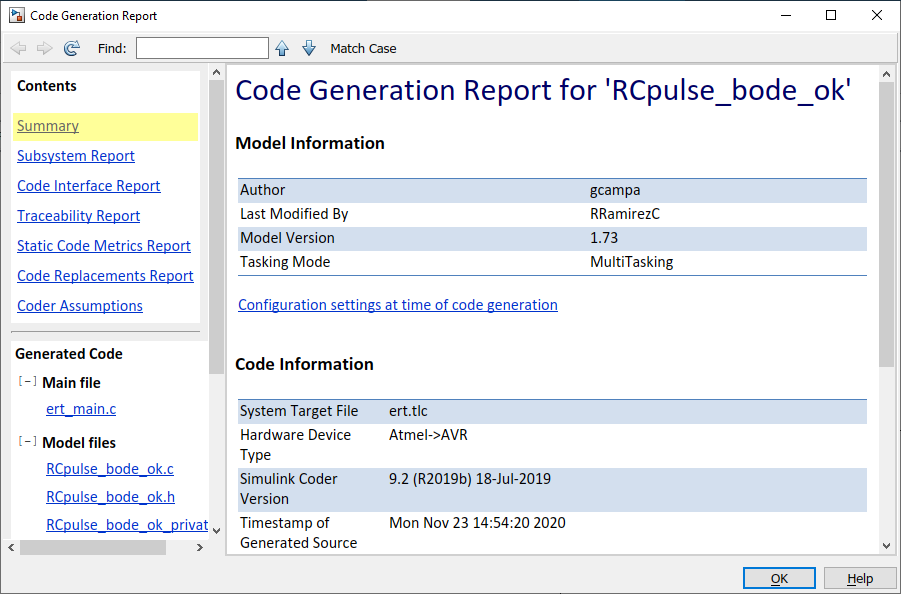 Code Generation Report
Find:
Match Case
Contents
Summary
Subsystem Report
Code Interface Report
Traceability Report
Static Code Metrics Report
Code Replacements Report
Coder Assumptions
Generated Code
[-] Main file
ert_main.c
[-] Model files
RCpulse_bode_ok.c
RCpulse_bode_ok.h
RCpulse_bode_ok_privat
Code Generation Report for 'RCpulse_bode_ok'
Model Information
Author gcampa
Last Modified By RRamirezC
Model Version 1.73
Tasking Mode MultiTasking
Configuration settings at time of code generation
Code Information
System Target File ert.tlc
Hardware Device Atmel->AVR
Type
Simulink Coder 9.2 (R2019b) 18-Jul-2019
Version
Timestamp of Mon Nov 23 14:54:20 2020
Generated Source
OK
Help